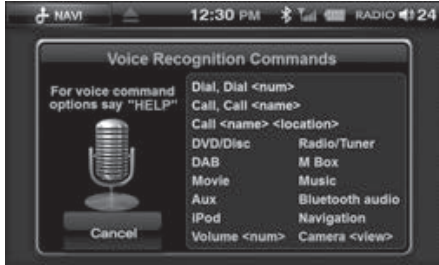 NAVI 12:30 PM RADIO 24
Voice Recognition Commands
For voice command
options say "HELP"
Cancel
Dial, Dial <num>
Call, Call <name>
Call <name> <location>
DVD/Disc Radio/Tuner
DAB M Box
Movie Music
Aux Bluetooth audio
iPod Navigation
Volume <num> Camera <view>